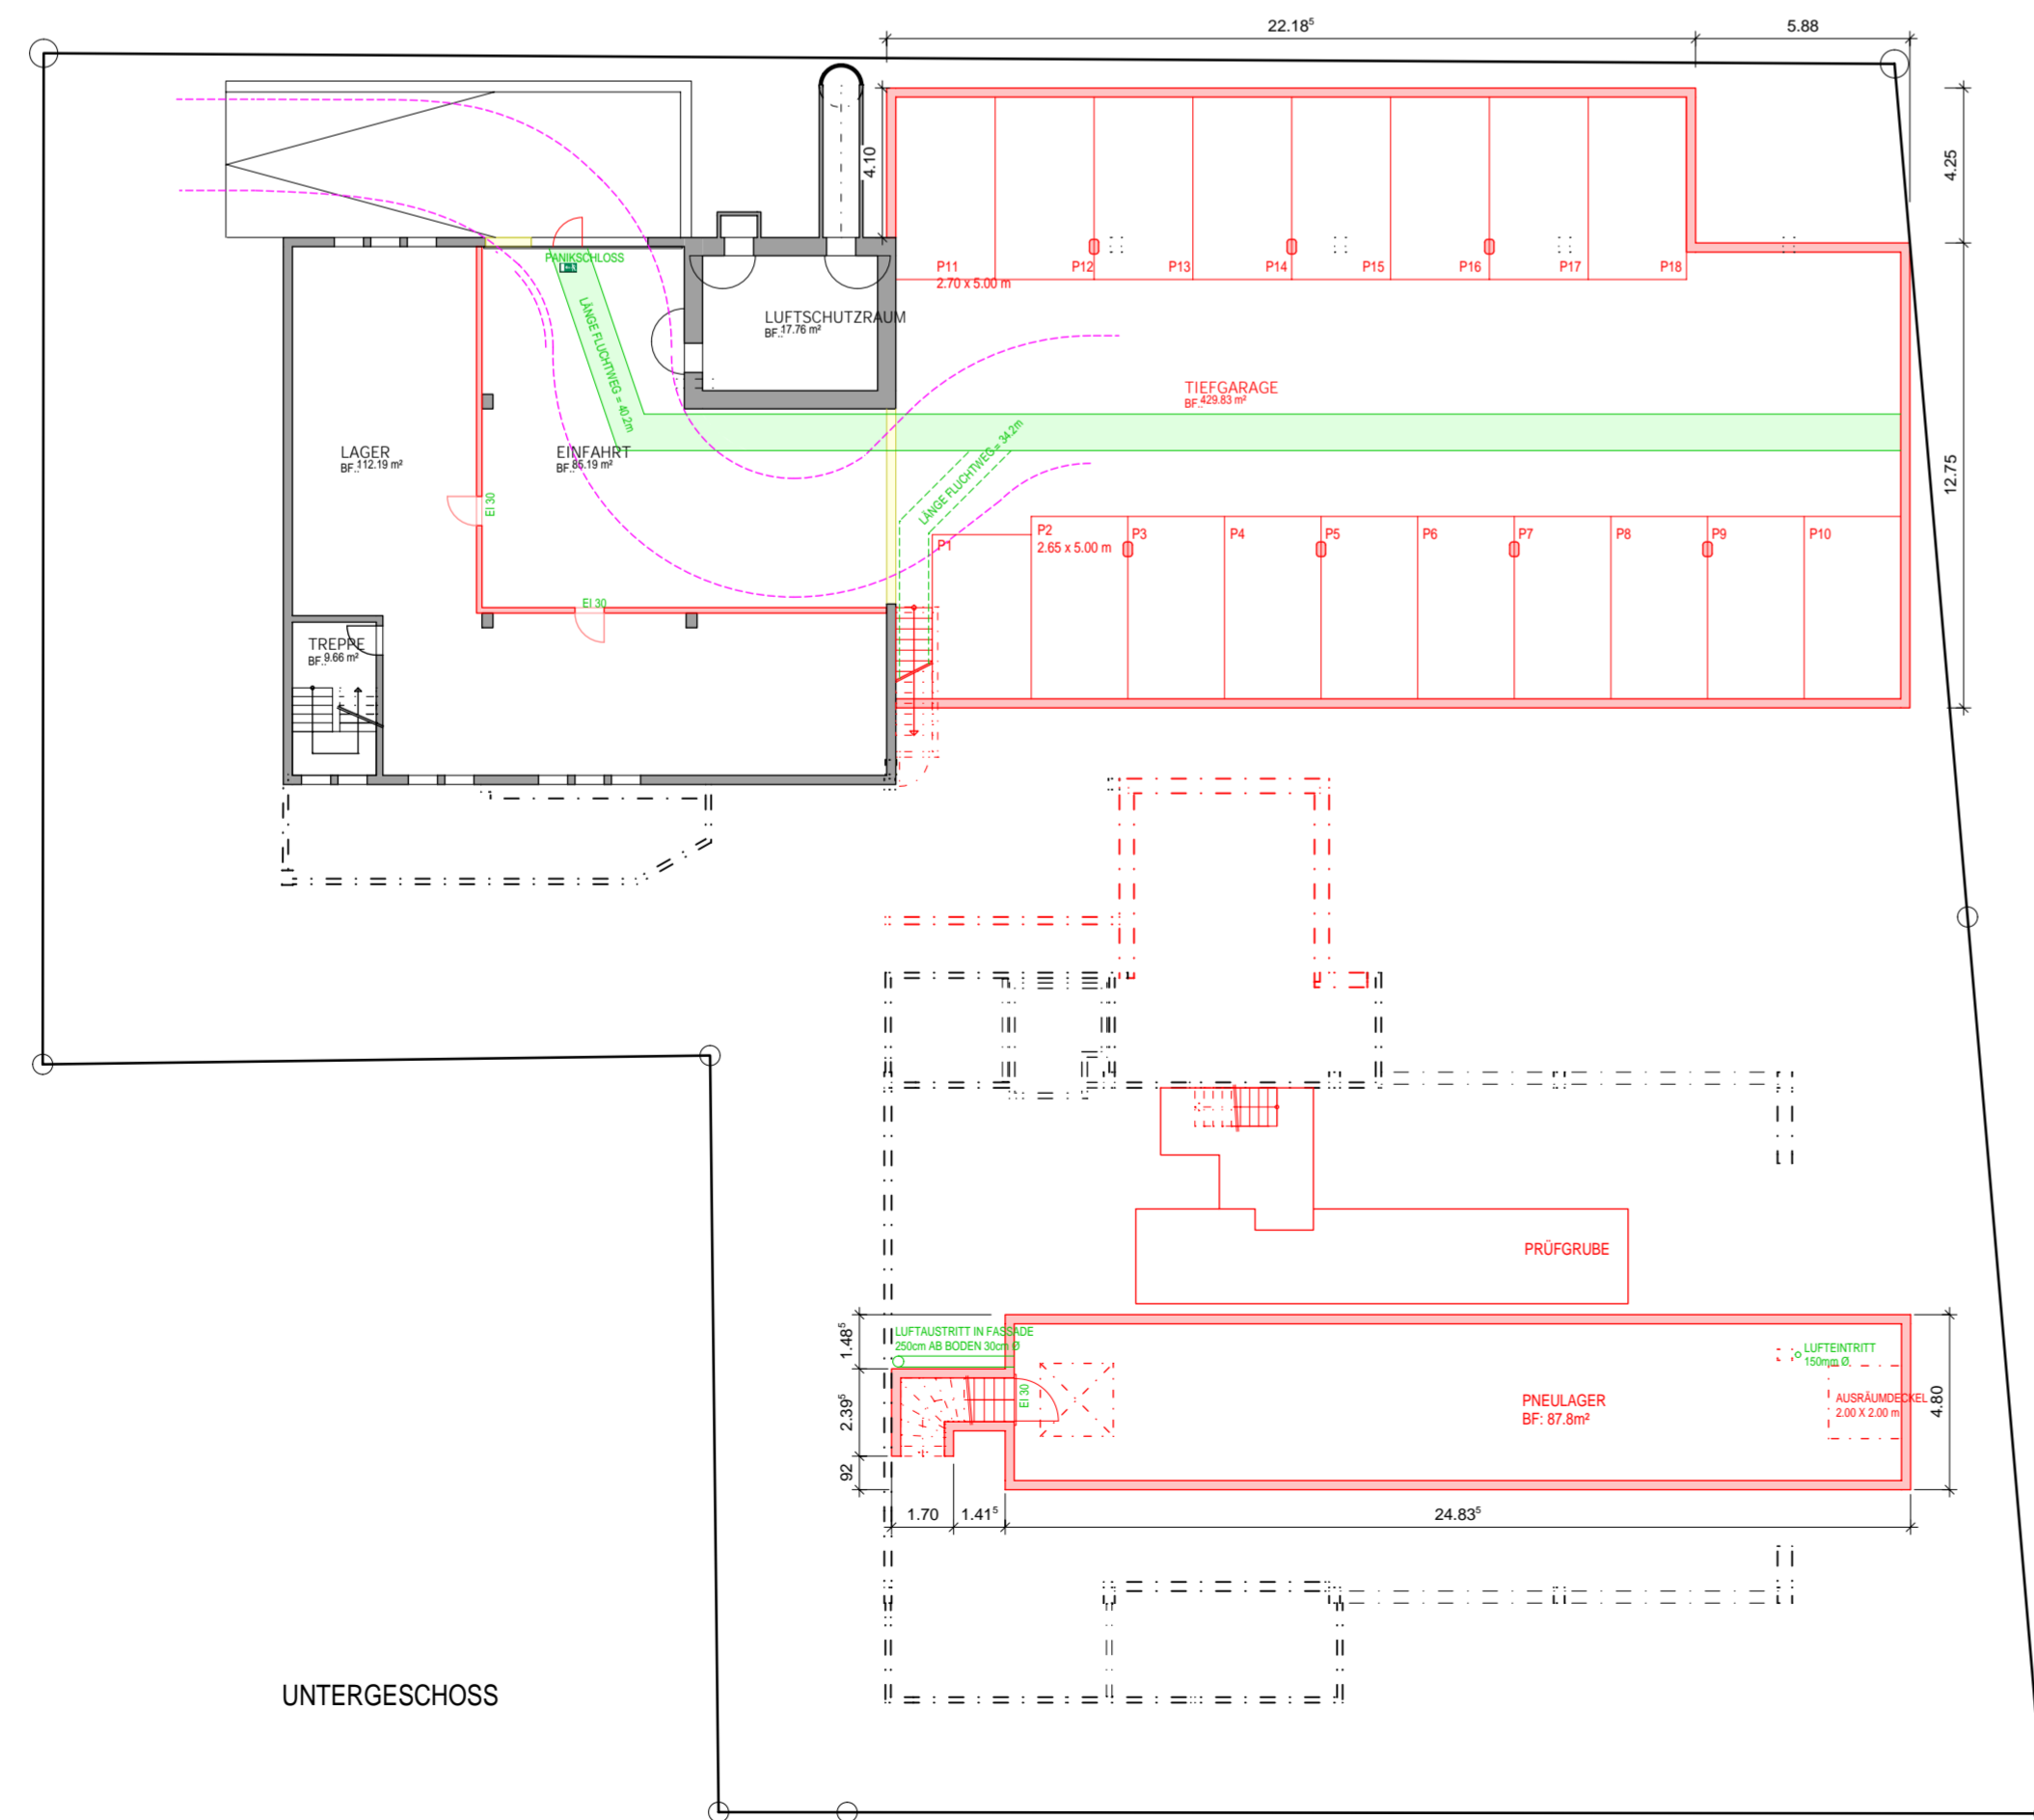 22.18⁵
5.88
4.10
4.25
PANIKSCHLOSS
P11
P12
P13
P14
P15
P16
P17
P18
2.70 x 5.00 m
LÄNGE FLUCHTWEG = 40.2m
LUFTSCHUTZRAUM
BF.: 17.76 m²
TIEFGARAGE
BF.: 429.83 m²
LAGER
BF.: 112.19 m²
EINFAHRT
BF.: 85.19 m²
LÄNGE FLUCHTWEG = 34.2m
12.75
EI 30
P1
P2
2.65 x 5.00 m
P3
P4
P5
P6
P7
P8
P9
P10
EI 30
TREPPE
BF.: 9.66 m²
PRÜFGRUBE
1.48⁵
LUFTAUSTRITT IN FASSADE
250cm AB BODEN 30cm Ø
LUFTEINTRITT
150mm Ø
2.39⁵
EI 30
PNEULAGER
BF: 87.8m²
AUSRÄUMDECKEL
2.00 X 2.00 m
4.80
92
1.70
1.41⁵
24.83⁵
UNTERGESCHOSS